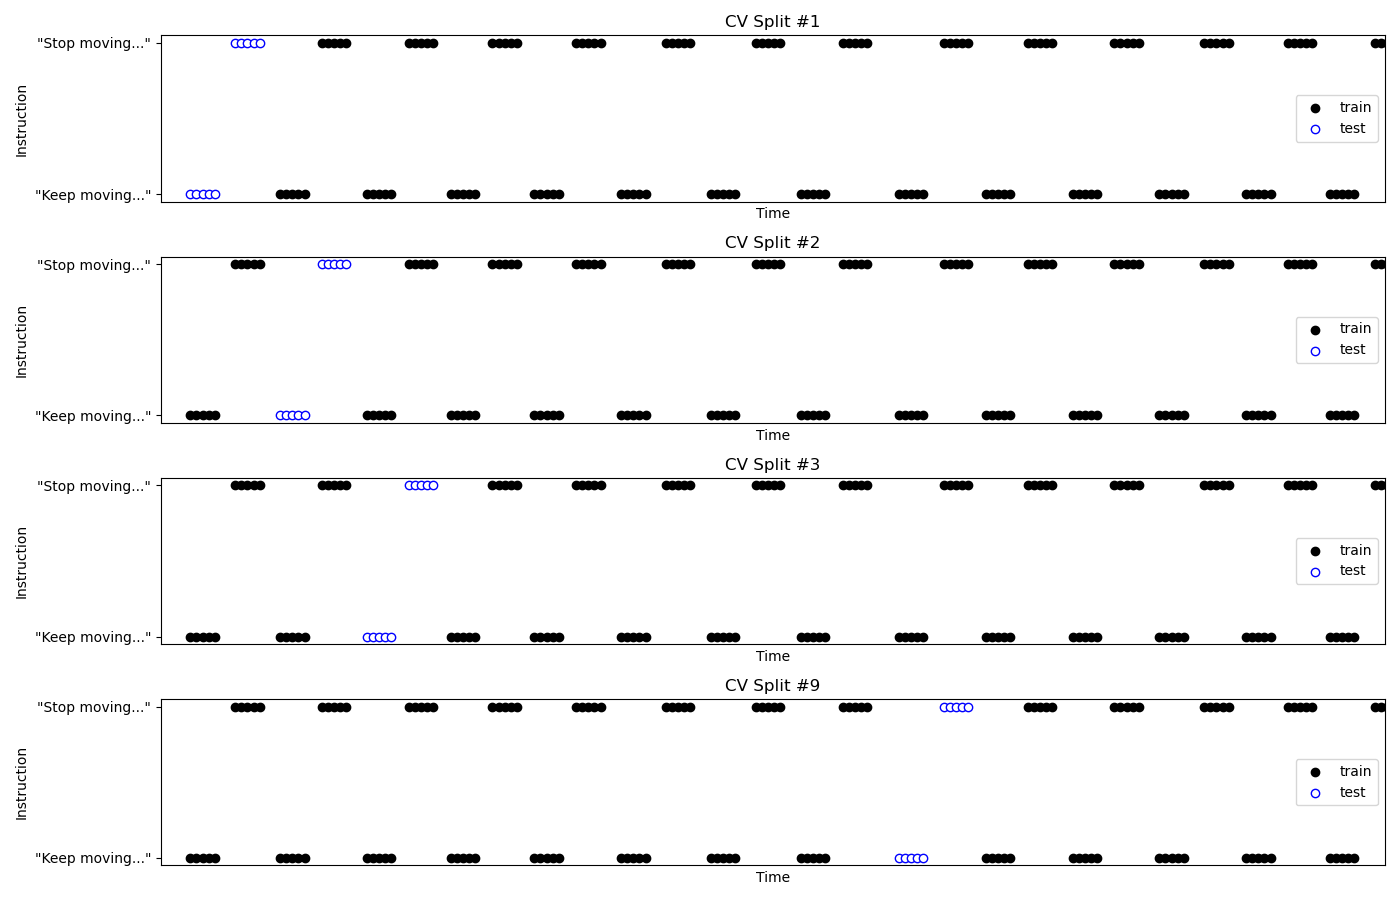 CV Split #1
"Stop moving..."
Instruction
train
test
"Keep moving..."
Time
CV Split #2
"Stop moving..."
Instruction
train
test
"Keep moving..."
Time
CV Split #3
"Stop moving..."
Instruction
train
test
"Keep moving..."
Time
CV Split #9
"Stop moving..."
Instruction
train
test
"Keep moving..."
Time